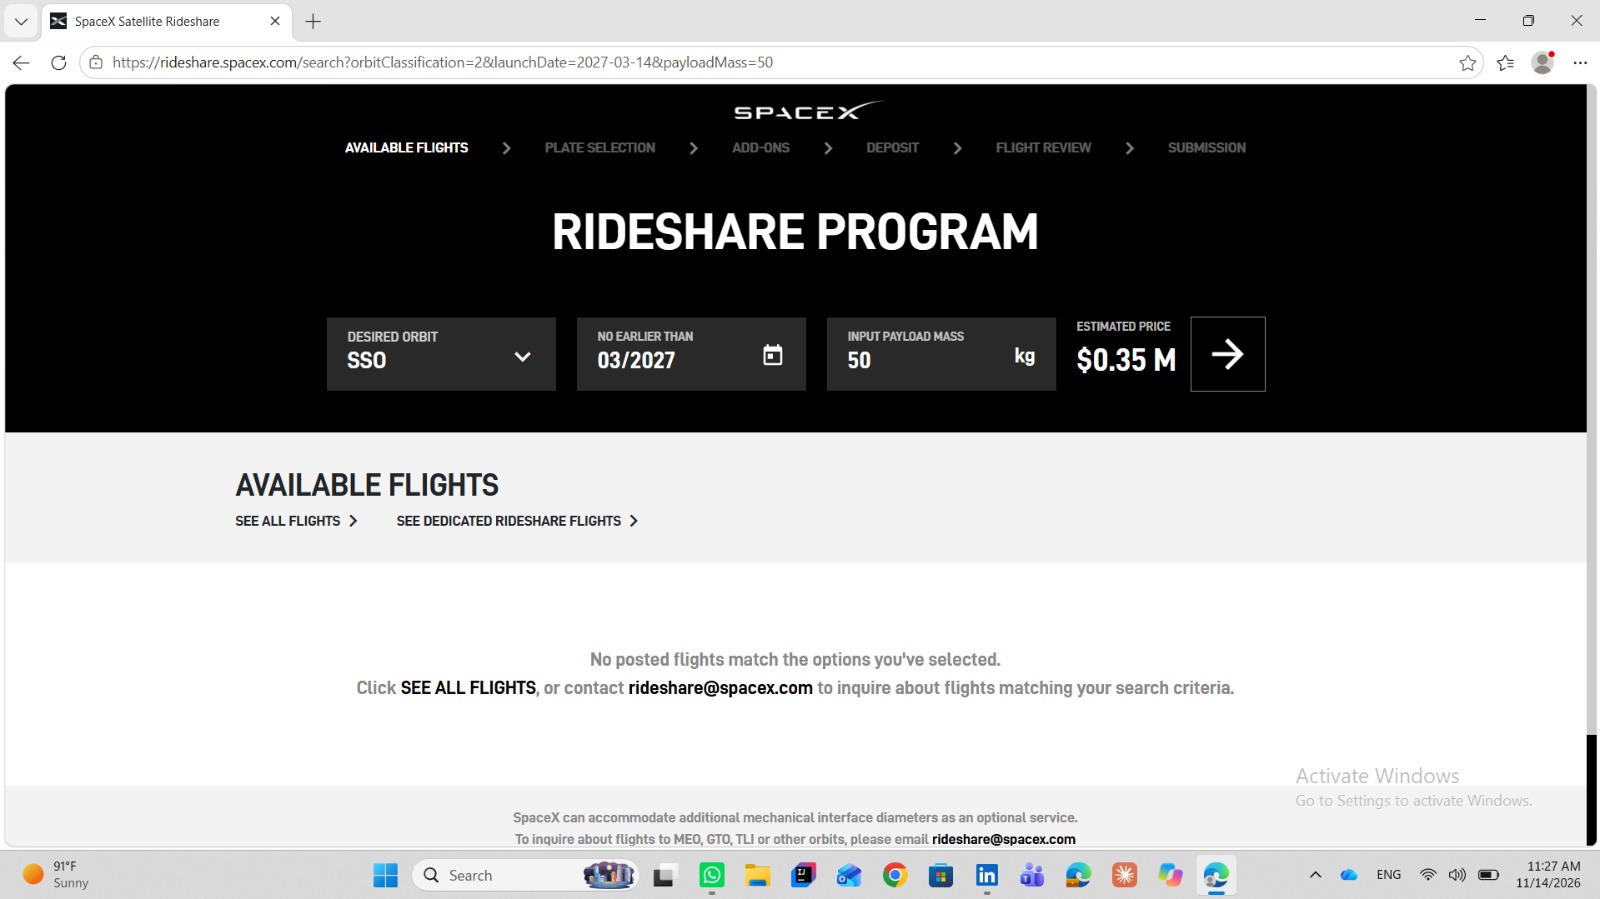 SpaceX Satellite Rideshare
https://rideshare.spacex.com/search?orbitClassification=2&launchDate=2027-03-14&payloadMass=50
SPACEX
AVAILABLE FLIGHTS PLATE SELECTION ADD-ONS DEPOSIT FLIGHT REVIEW SUBMISSION
RIDESHARE PROGRAM
DESIRED ORBIT
SSO
NO EARLIER THAN
03/2027
INPUT PAYLOAD MASS
50 kg
ESTIMATED PRICE
$0.35 M
AVAILABLE FLIGHTS
SEE ALL FLIGHTS SEE DEDICATED RIDESHARE FLIGHTS
No posted flights match the options you've selected.
Click SEE ALL FLIGHTS, or contact rideshare@spacex.com to inquire about flights matching your search criteria.
Activate Windows
Go to Settings to activate Windows.
SpaceX can accommodate additional mechanical interface diameters as an optional service.
To inquire about flights to MEO, GTO, TLI or other orbits, please email rideshare@spacex.com
91°F
Sunny
Search
ENG
11:27 AM
11/14/2026